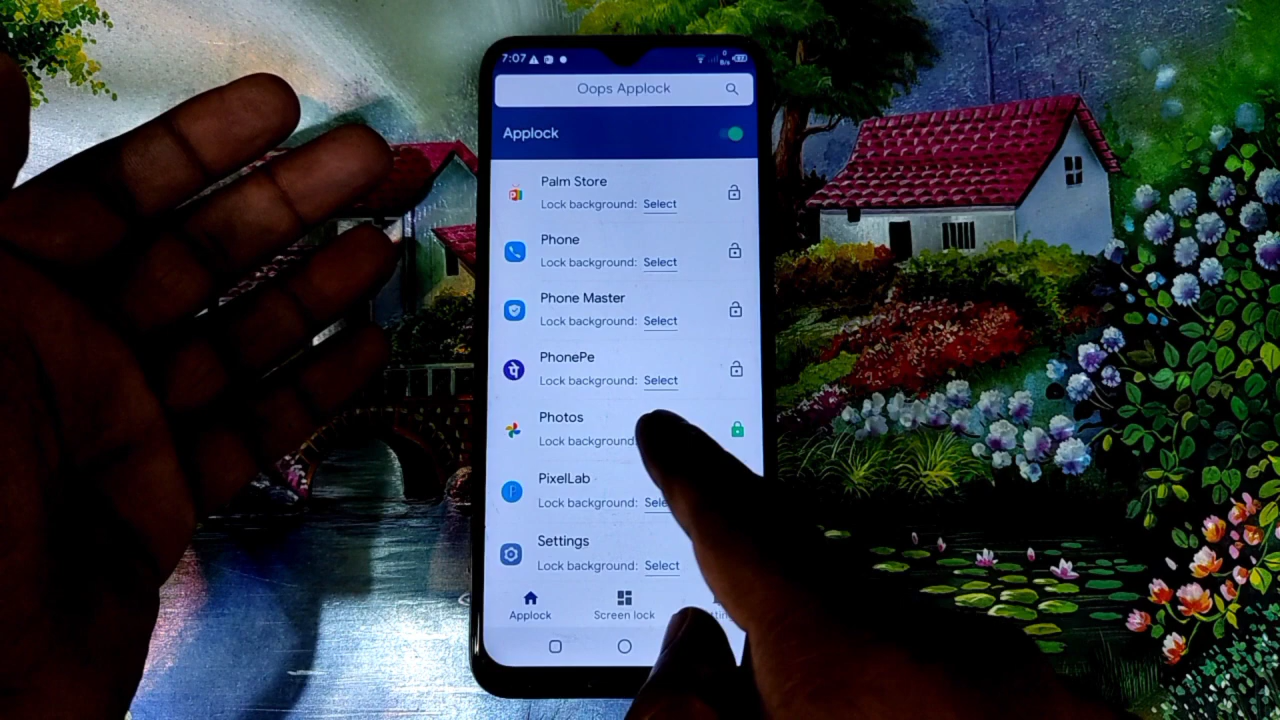 7:07
0
B/s
Oops Applock
Applock
Palm Store
Lock background: Select
Phone
Lock background: Select
Phone Master
Lock background: Select
PhonePe
Lock background: Select
Photos
Lock background:
PixelLab
Lock background:
Settings
Lock background: Select
Applock
Screen lock